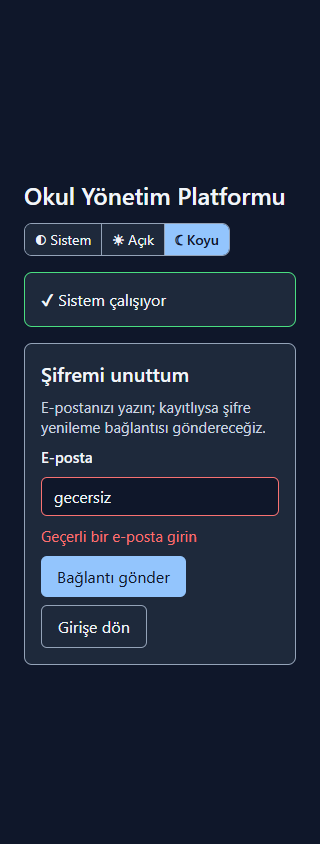 Okul Yönetim Platformu
◐ Sistem ☀ Açık ☾ Koyu
✓ Sistem çalışıyor
Şifremi unuttum
E-postanızı yazın; kayıtlıysa şifre
yenileme bağlantısı göndereceğiz.
E-posta
gecersiz
Geçerli bir e-posta girin
Bağlantı gönder
Girişe dön